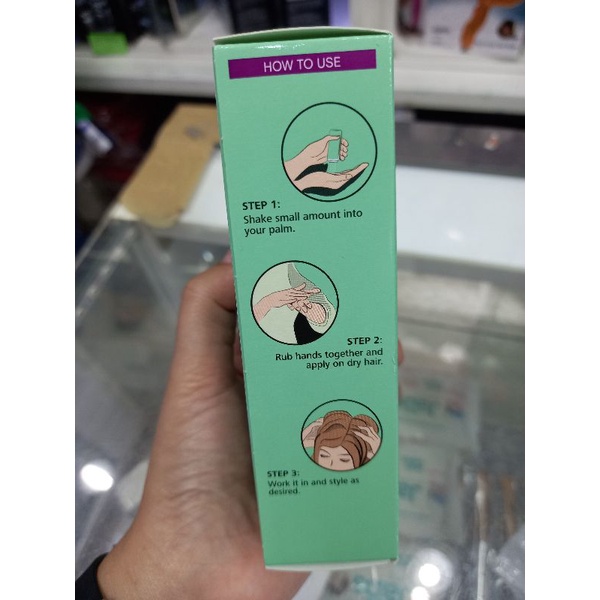 HOW TO USE
STEP 1:
Shake small amount into
your palm.
STEP 2:
Rub hands together and
apply on dry hair.
STEP 3:
Work it in and style as
desired.